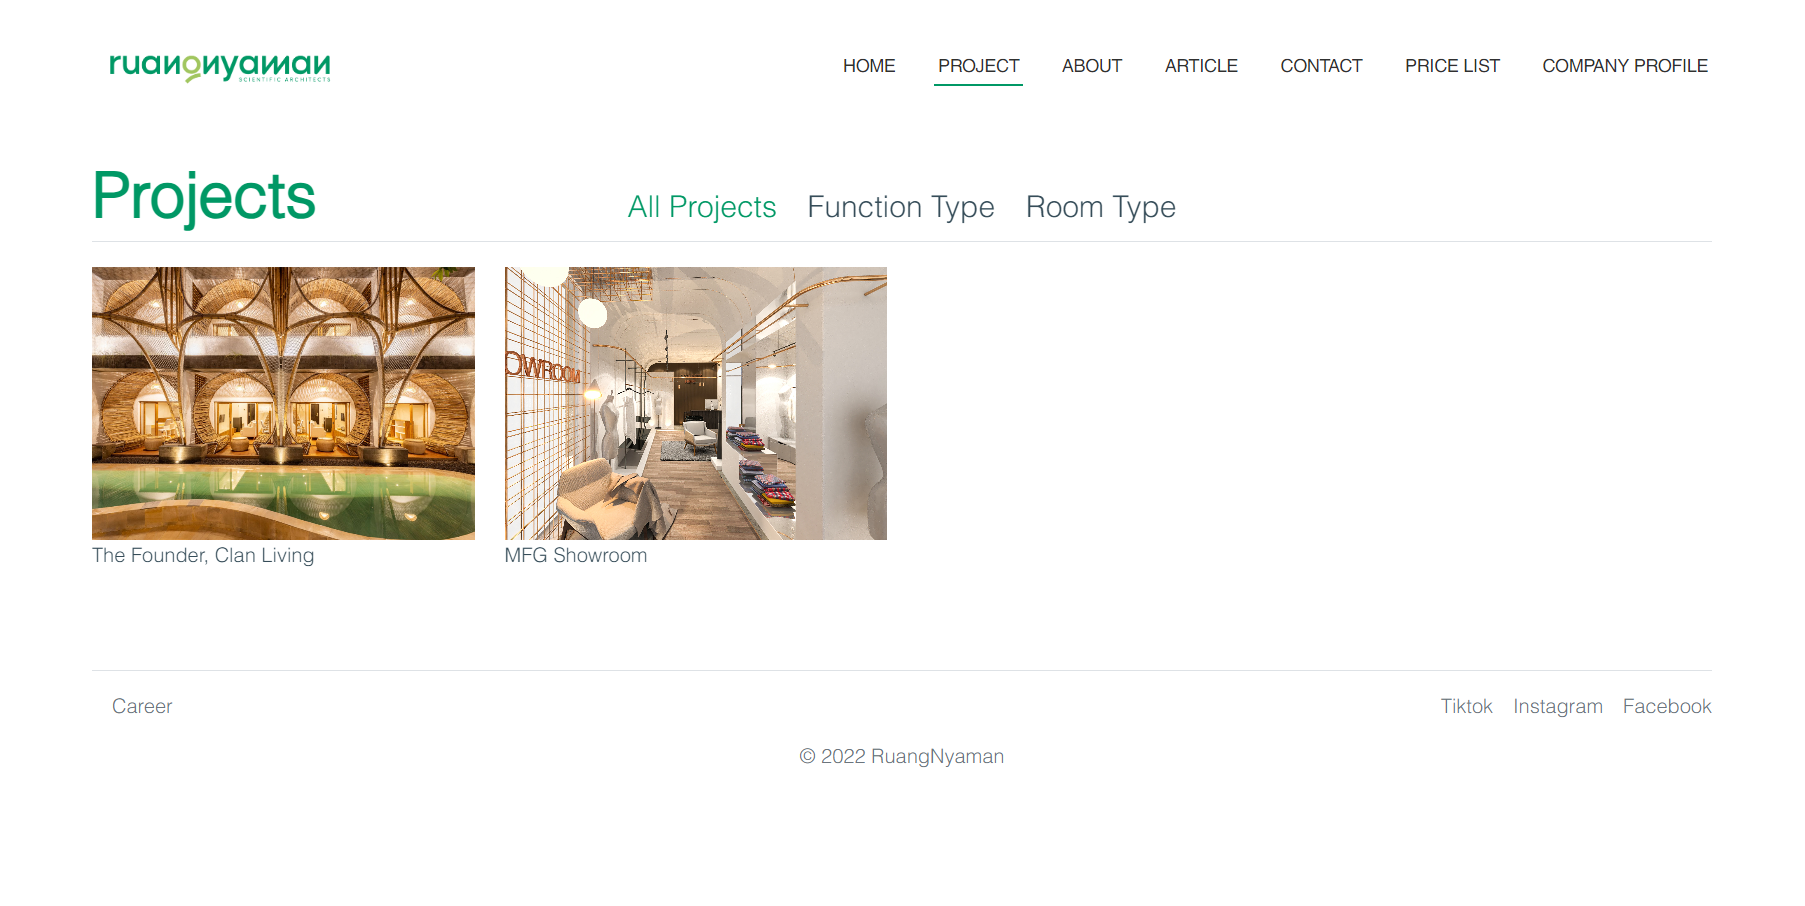 ruangnyaman
SCIENTIFIC ARCHITECTS
HOME PROJECT ABOUT ARTICLE CONTACT PRICE LIST COMPANY PROFILE
Projects
All Projects Function Type Room Type
OWROOM
The Founder, Clan Living
MFG Showroom
Career
Tiktok Instagram Facebook
© 2022 RuangNyaman